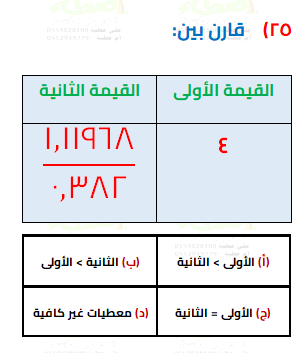 ٢٥) قارن بين:
القيمة الأولى القيمة الثانية
٤
١,١١٩٦٨
٠,٣٨٢
(أ) الأولى < الثانية (ب) الثانية < الأولى
(ج) الأولى = الثانية (د) معطيات غير كافية